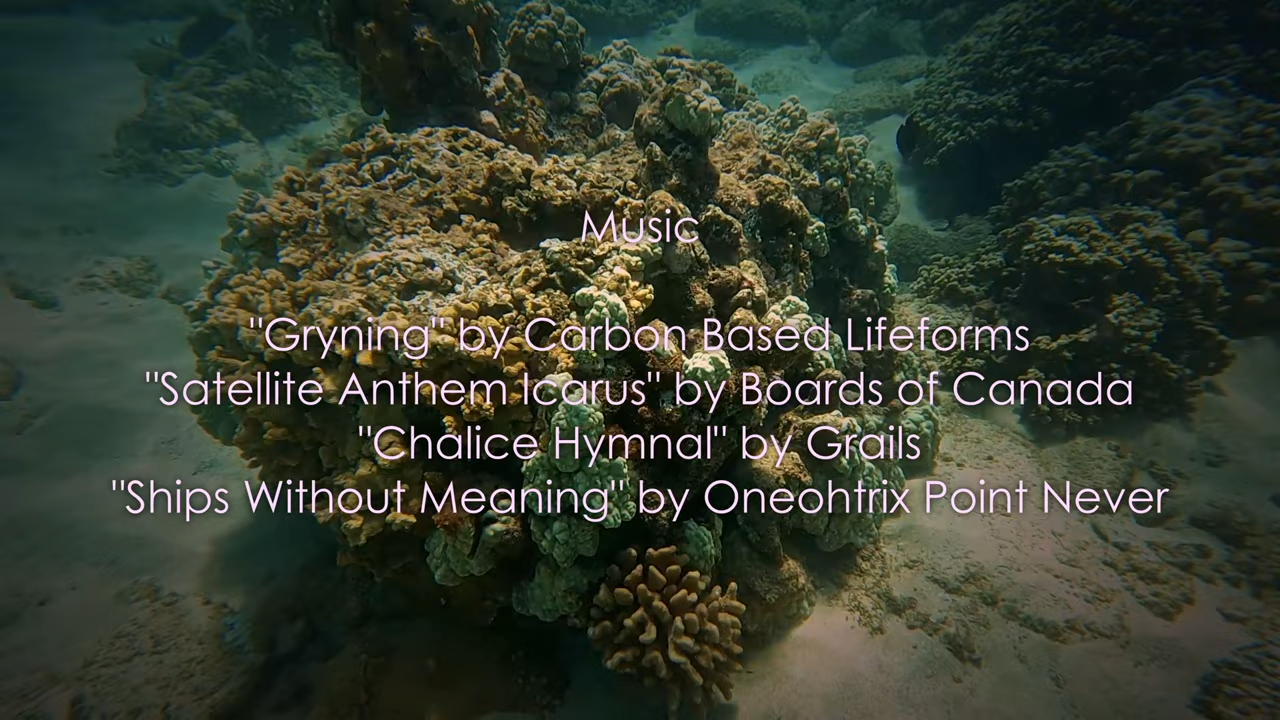 Music
"Gryning" by Carbon Based Lifeforms
"Satellite Anthem Icarus" by Boards of Canada
"Chalice Hymnal" by Grails
"Ships Without Meaning" by Oneohtrix Point Never